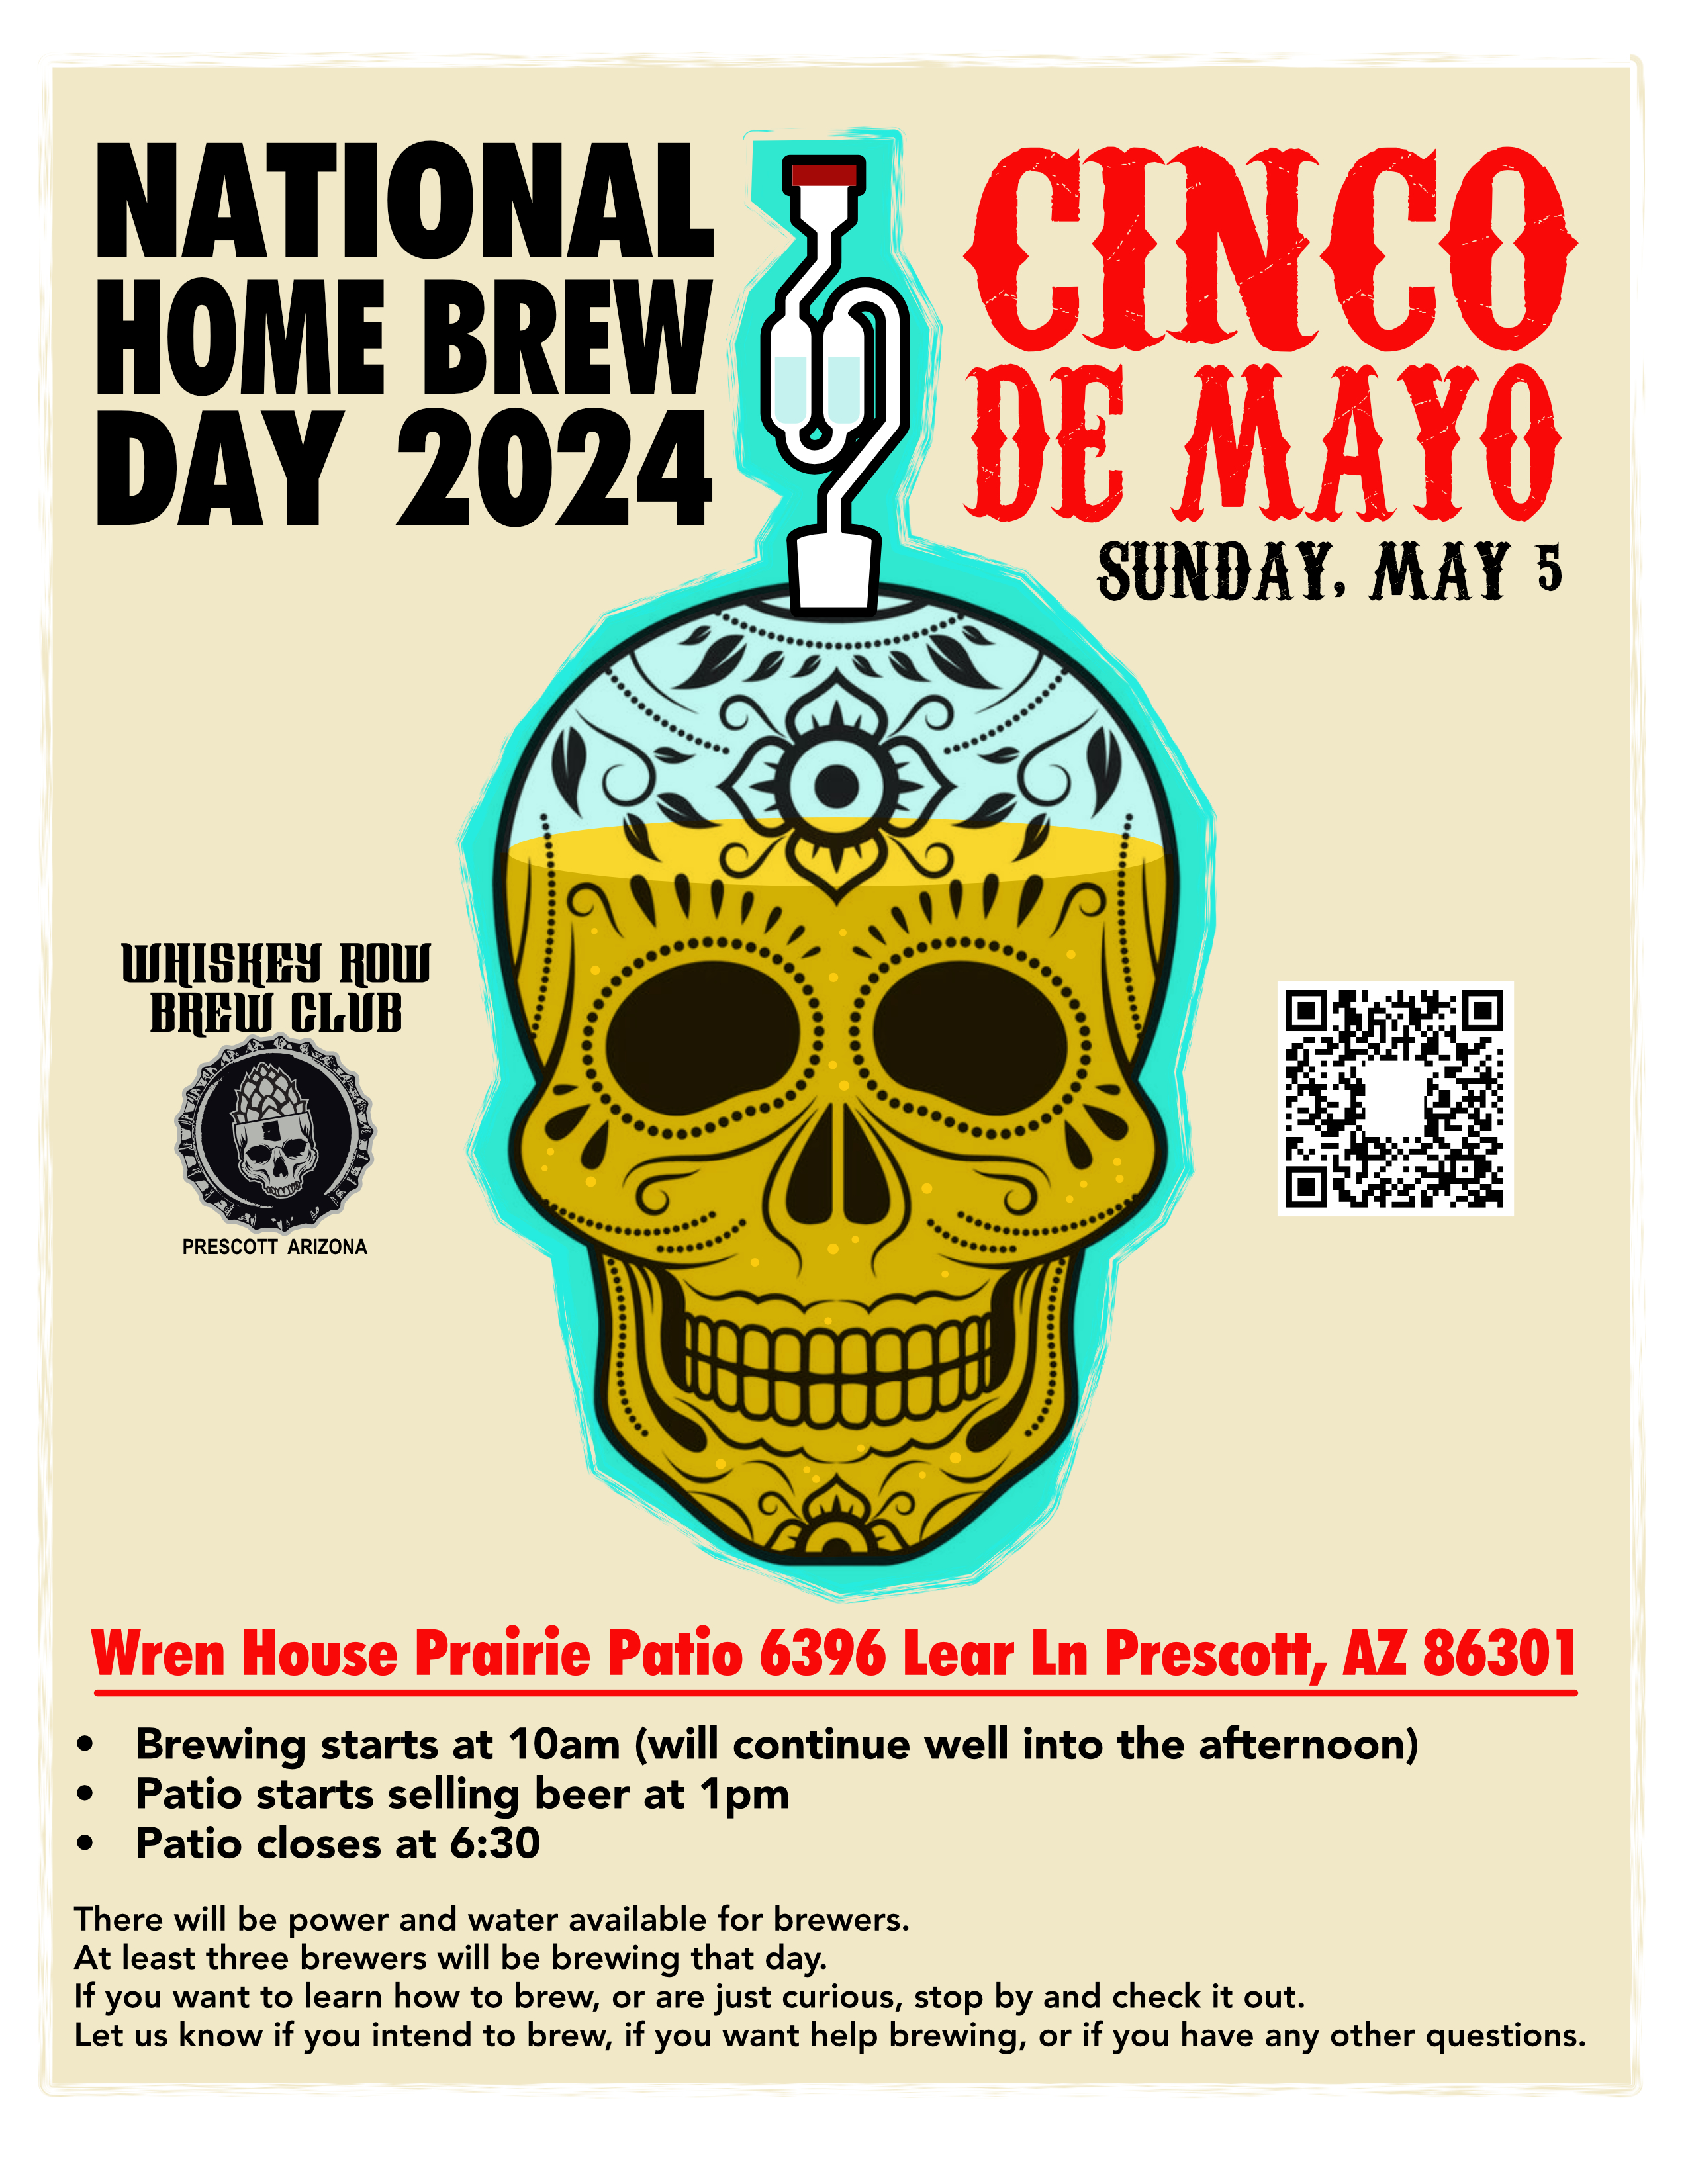 NATIONAL
HOME BREW
DAY 2024
CINCO
DE MAYO
SUNDAY, MAY 5
WHISKEY ROW
BREW CLUB
PRESCOTT ARIZONA
Wren House Prairie Patio 6396 Lear Ln Prescott, AZ 86301
• Brewing starts at 10am (will continue well into the afternoon)
• Patio starts selling beer at 1pm
• Patio closes at 6:30
There will be power and water available for brewers.
At least three brewers will be brewing that day.
If you want to learn how to brew, or are just curious, stop by and check it out.
Let us know if you intend to brew, if you want help brewing, or if you have any other questions.